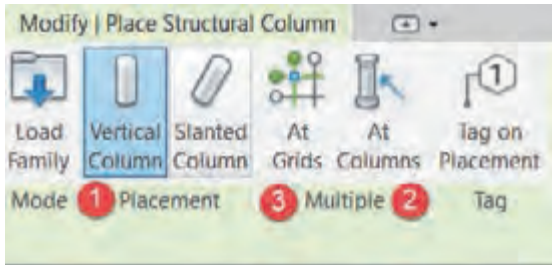 Modify | Place Structural Column
1
Load Vertical Slanted At At Tag on
Family Column Column Grids Columns Placement
Mode 1 Placement 3 Multiple 2 Tag